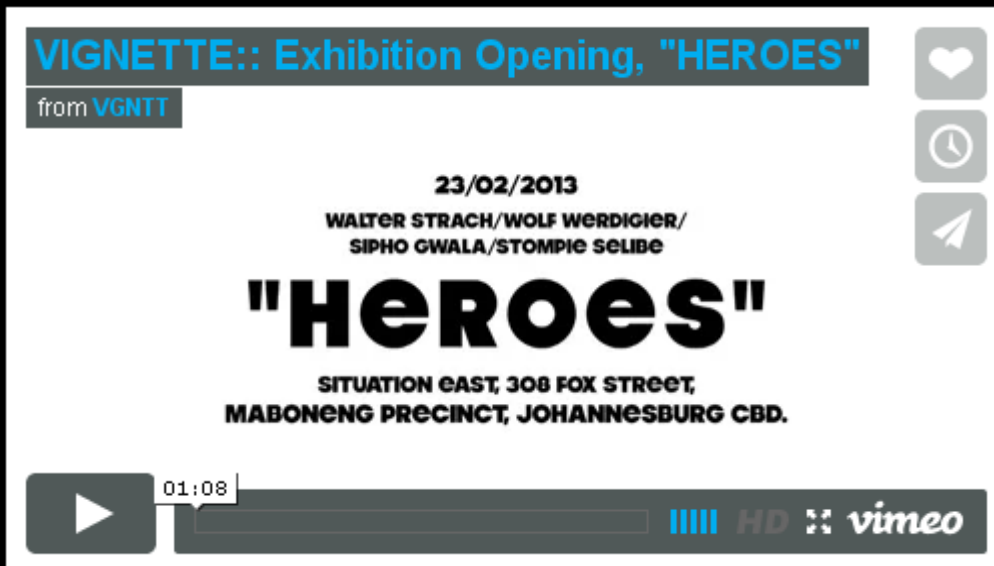 VIGNETTE:: Exhibition Opening, "HEROES"
from VGNTT
23/02/2013
WALTER STRACH/WOLF WERDIGIER/
SIPHO GWALA/STOMPIE SELIBE
"HEROES"
SITUATION EAST, 308 FOX STREET,
MABONENG PRECINCT, JOHANNESBURG CBD.
01:08
HD vimeo